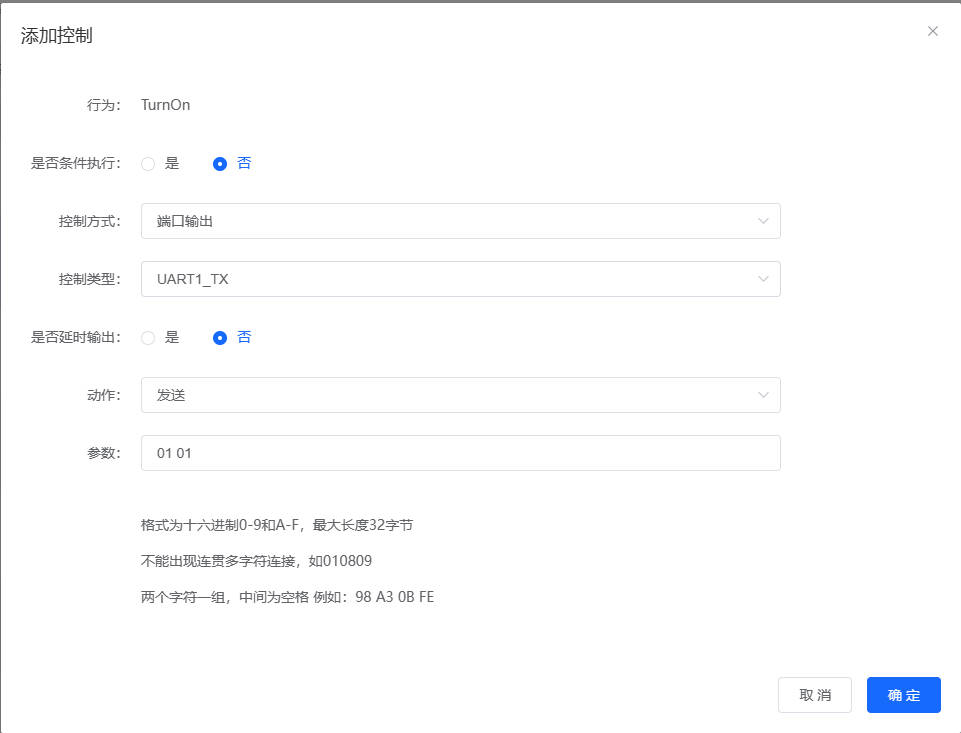 添加控制
行为： TurnOn
是否条件执行： 是 否
控制方式： 端口输出
控制类型： UART1_TX
是否延时输出： 是 否
动作： 发送
参数： 01 01
格式为十六进制0-9和A-F，最大长度32字节
不能出现连贯多字符连接，如010809
两个字符一组，中间为空格 例如：98 A3 0B FE
取 消 确 定